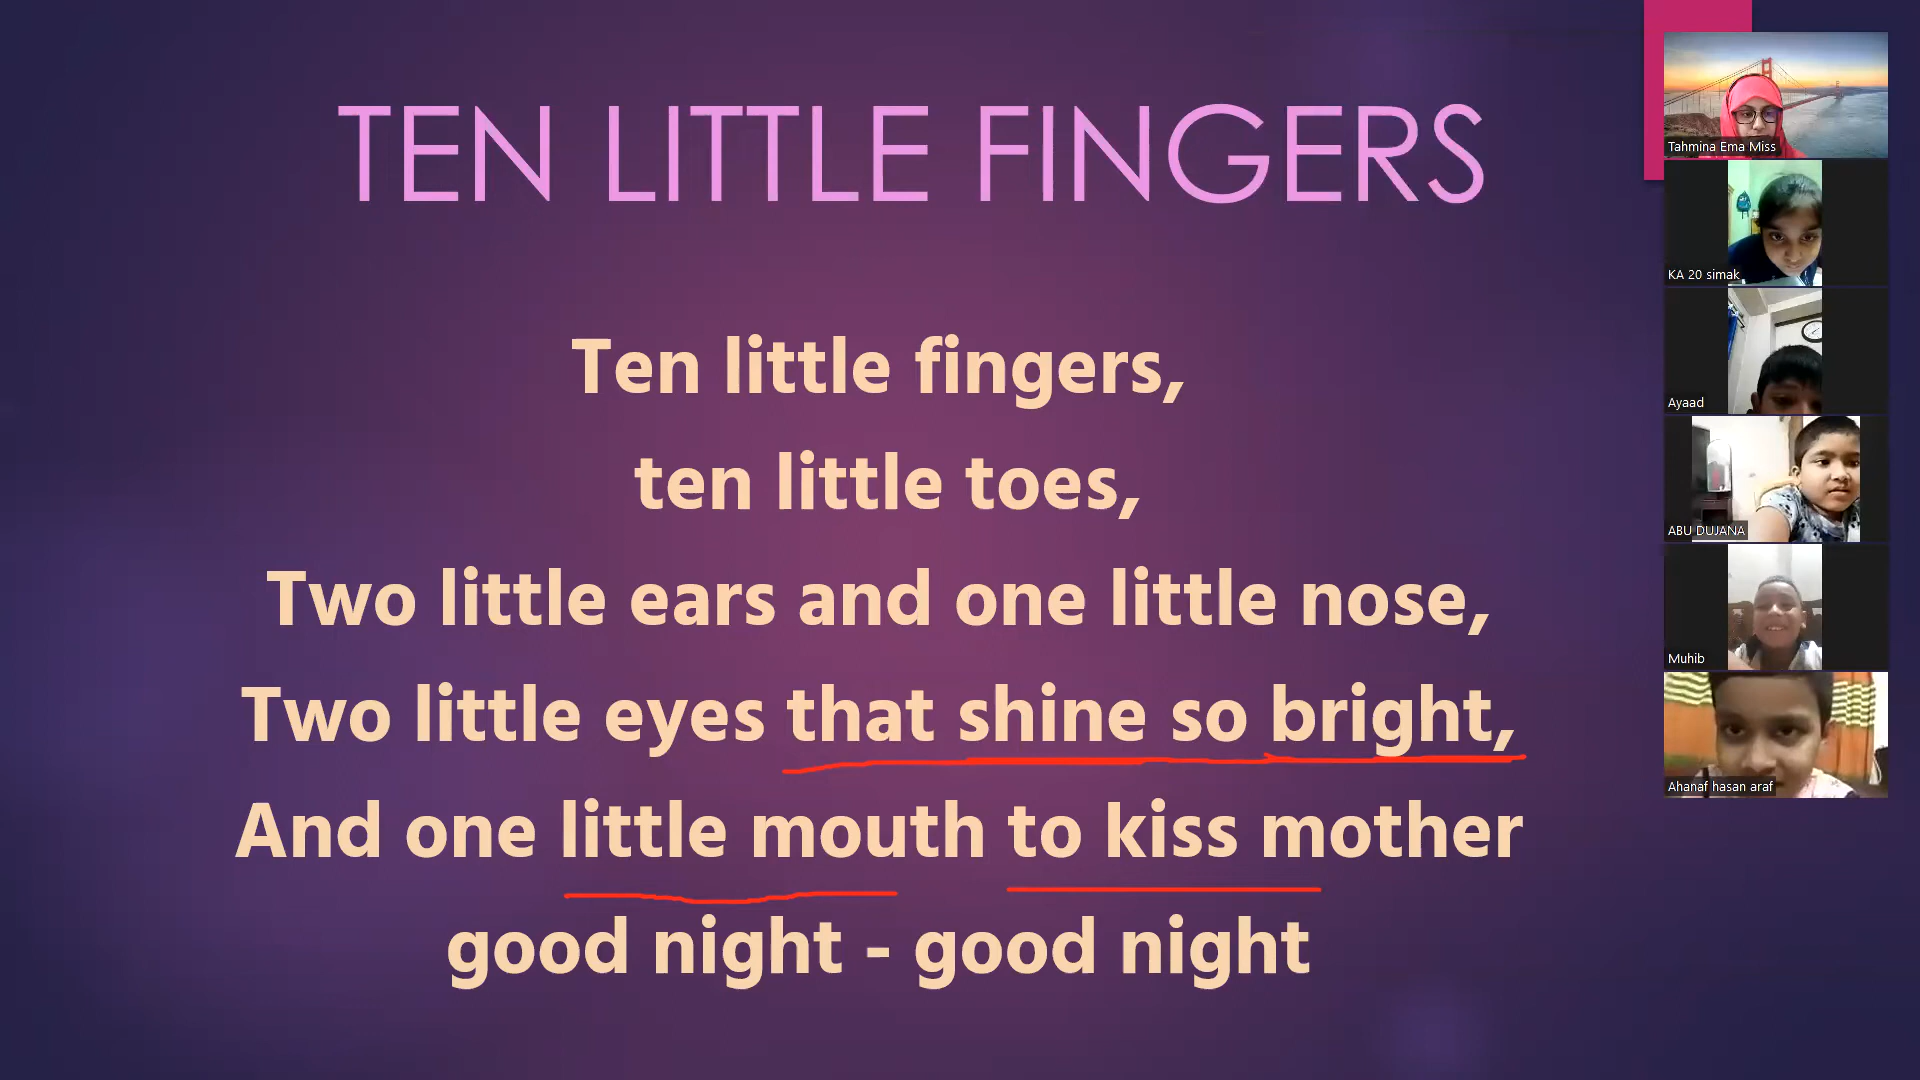 TEN LITTLE FINGERS
Ten little fingers,
ten little toes,
Two little ears and one little nose,
Two little eyes that shine so bright,
And one little mouth to kiss mother
good night - good night
Tahmina Ema Miss
KA 20 simak
Ayaad
ABU DUJANA
Muhib
Ahanaf hasan araf